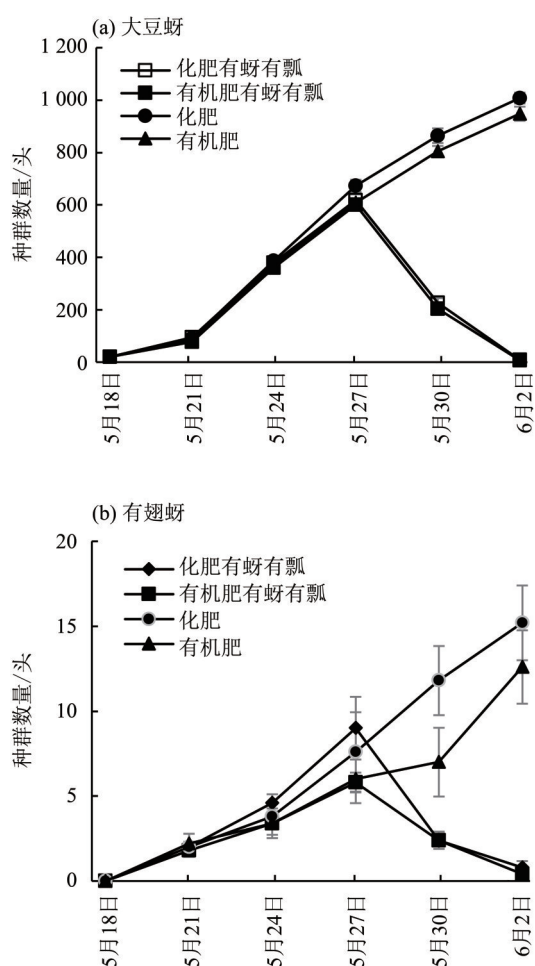 (a) 大豆蚜
1 200
1 000
800
600
400
200
0
种群数量/头
化肥有蚜有瓢
有机肥有蚜有瓢
化肥
有机肥
5月18日
5月21日
5月24日
5月27日
5月30日
6月2日
(b) 有翅蚜
20
15
10
5
0
种群数量/头
化肥有蚜有瓢
有机肥有蚜有瓢
化肥
有机肥
5月18日
5月21日
5月24日
5月27日
5月30日
6月2日